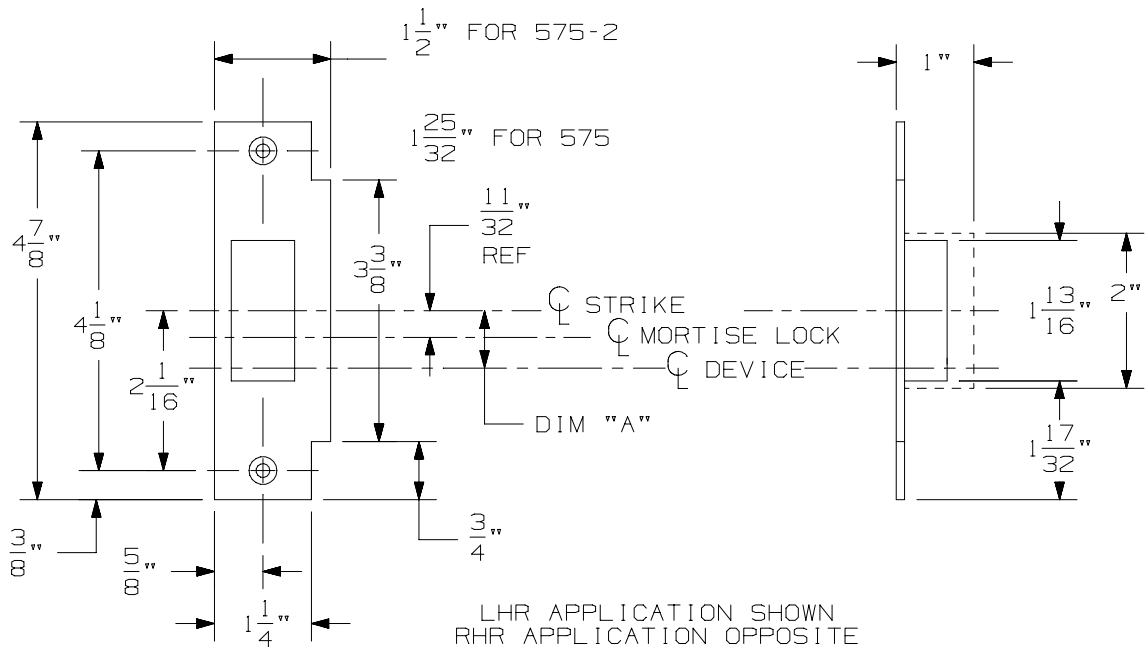 1 1/2" FOR 575-2
1"
1 25/32" FOR 575
11/32"
REF
4 7/8"
3 3/8"
℄ STRIKE
2"
4 1/8"
1 13/16"
℄ MORTISE LOCK
℄ DEVICE
2 1/16"
DIM "A"
1 17/32"
3/8"
5/8"
3/4"
1 1/4"
LHR APPLICATION SHOWN
RHR APPLICATION OPPOSITE